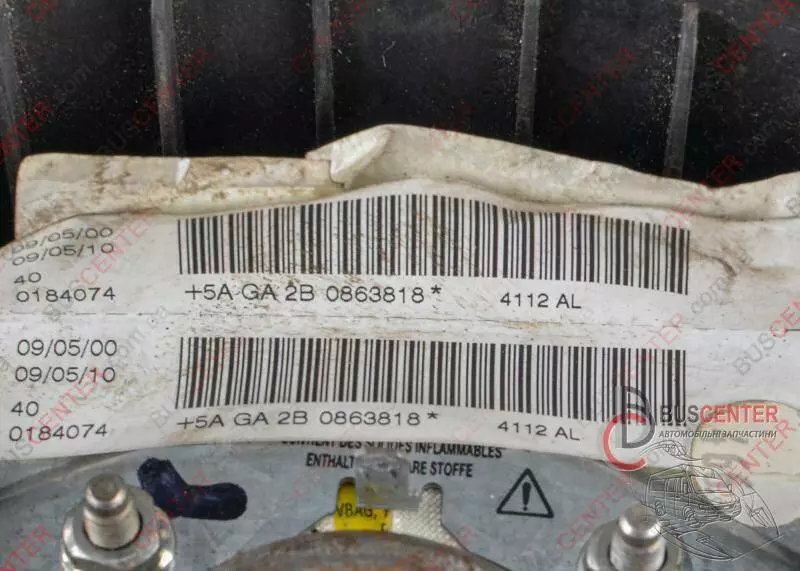 09/05/00
09/05/10
40
0184074
+5A GA 2B 0863818*
4112 AL
09/05/00
09/05/10
40
0184074
+5A GA 2B 0863818*
4112 AL
DES SOLIDES INFLAMMABLES
STOFFE
BUSCENTER
АВТОМОБІЛЬНІ ЗАПЧАСТИНИ